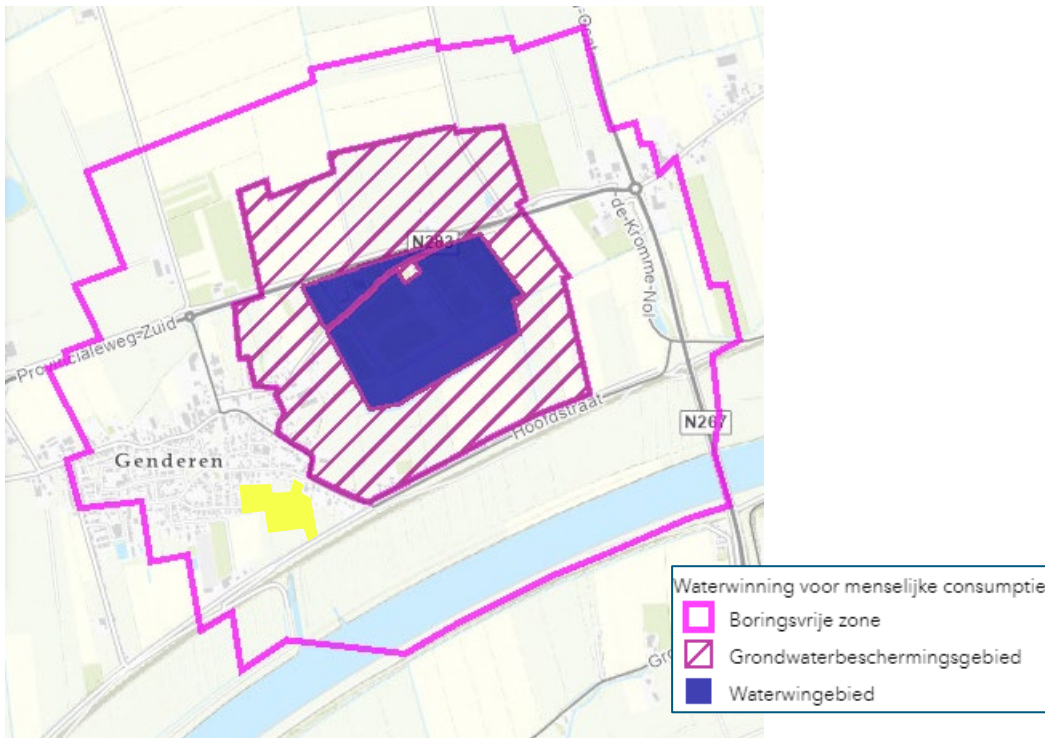 N283
de-Kromme-Nol
Provincialeweg-Zuid
Hoofdstraat
N267
Genderen
Waterwinning voor menselijke consumptie
Boringsvrije zone
Grondwaterbeschermingsgebied
Waterwingebied